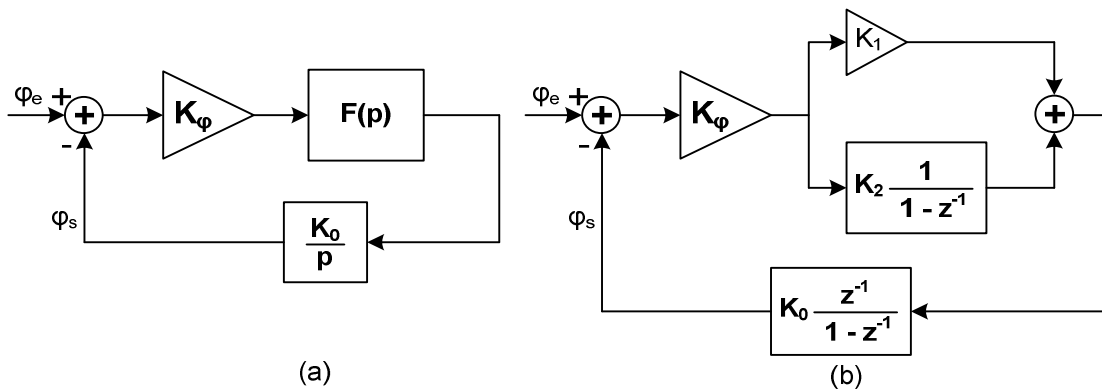 φe + + - Kφ F(p)
φs K0
p
(a)
φe + + - Kφ K1 +
K2 1
1 - z-1
φs K0 z-1
1 - z-1
(b)